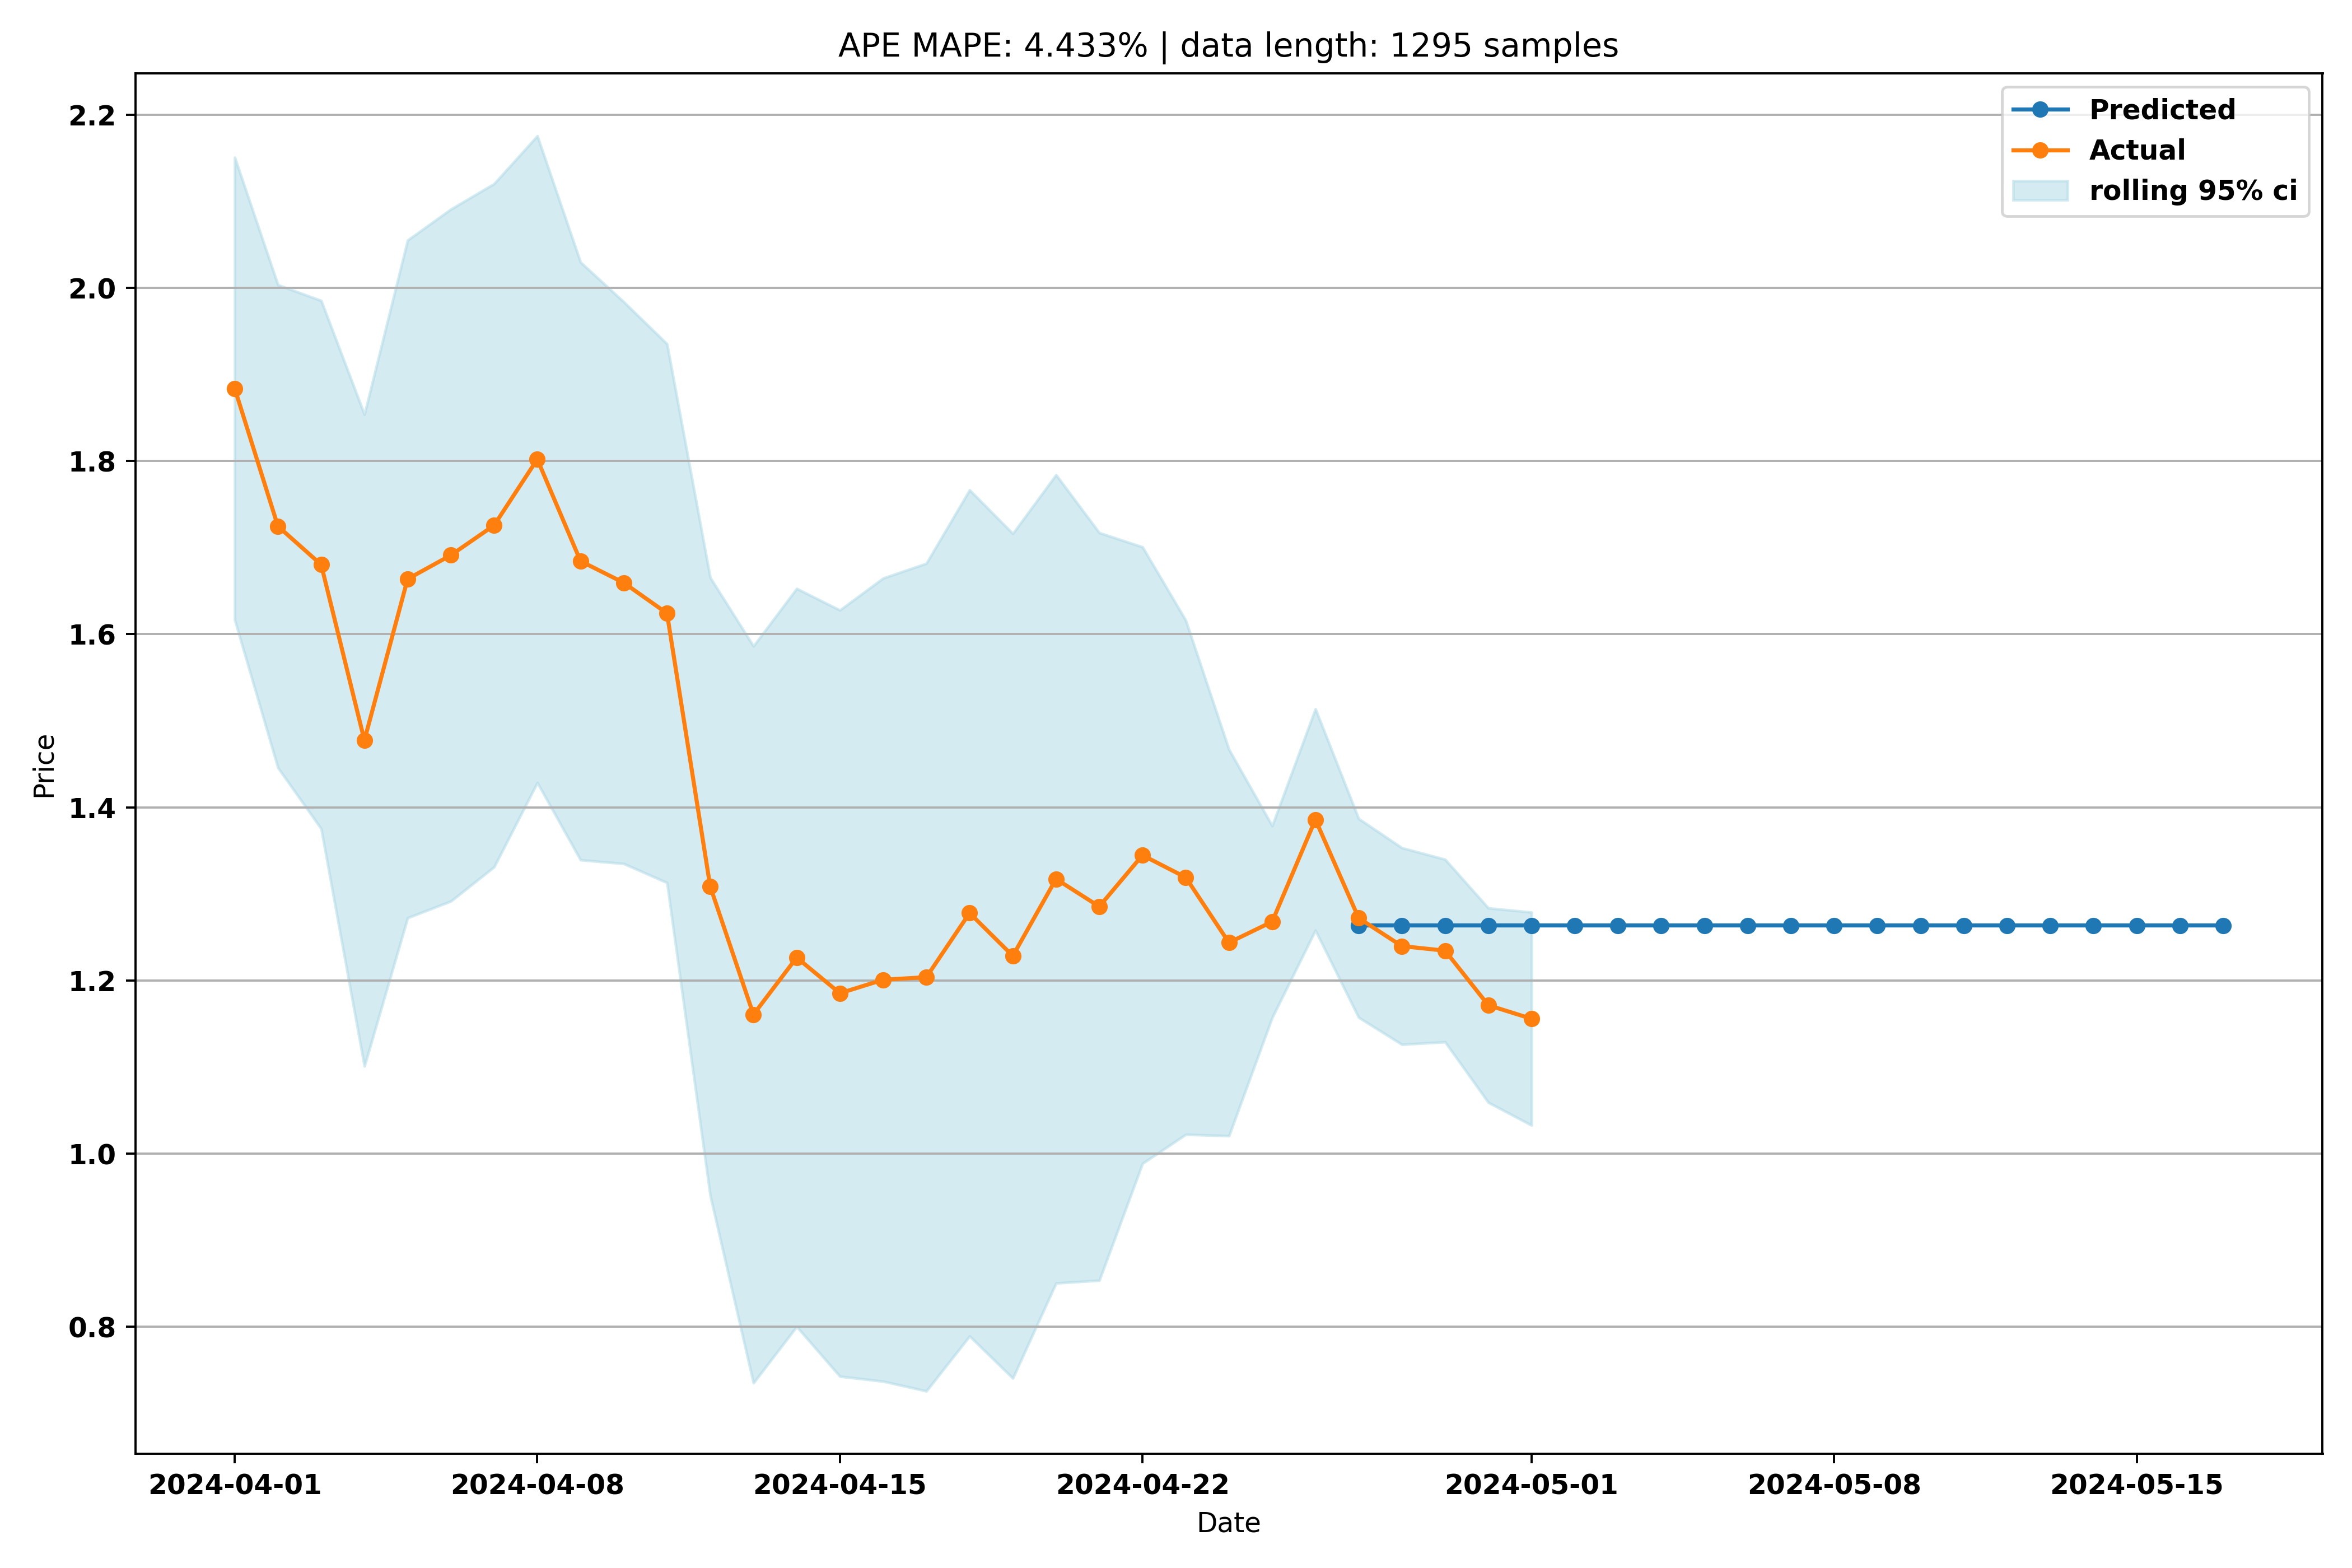 APE MAPE: 4.433% | data length: 1295 samples
Predicted
Actual
rolling 95% ci
2.2
2.0
1.8
1.6
1.4
1.2
1.0
0.8
Price
2024-04-01
2024-04-08
2024-04-15
2024-04-22
2024-05-01
2024-05-08
2024-05-15
Date